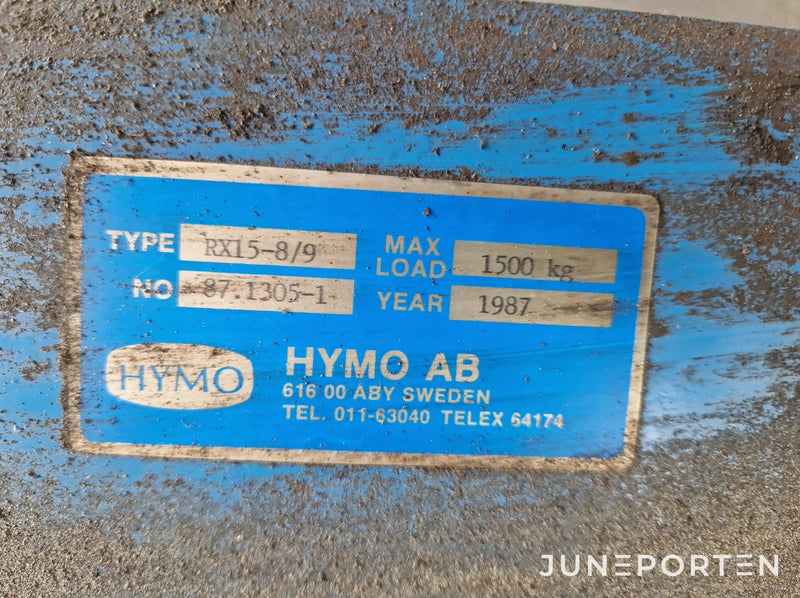 TYPE RX15-8/9 MAX LOAD 1500 kg
NO 87.1305-1 YEAR 1987
HYMO
HYMO AB
616 00 ABY SWEDEN
TEL. 011-63040 TELEX 64174
JUNEPORTEN